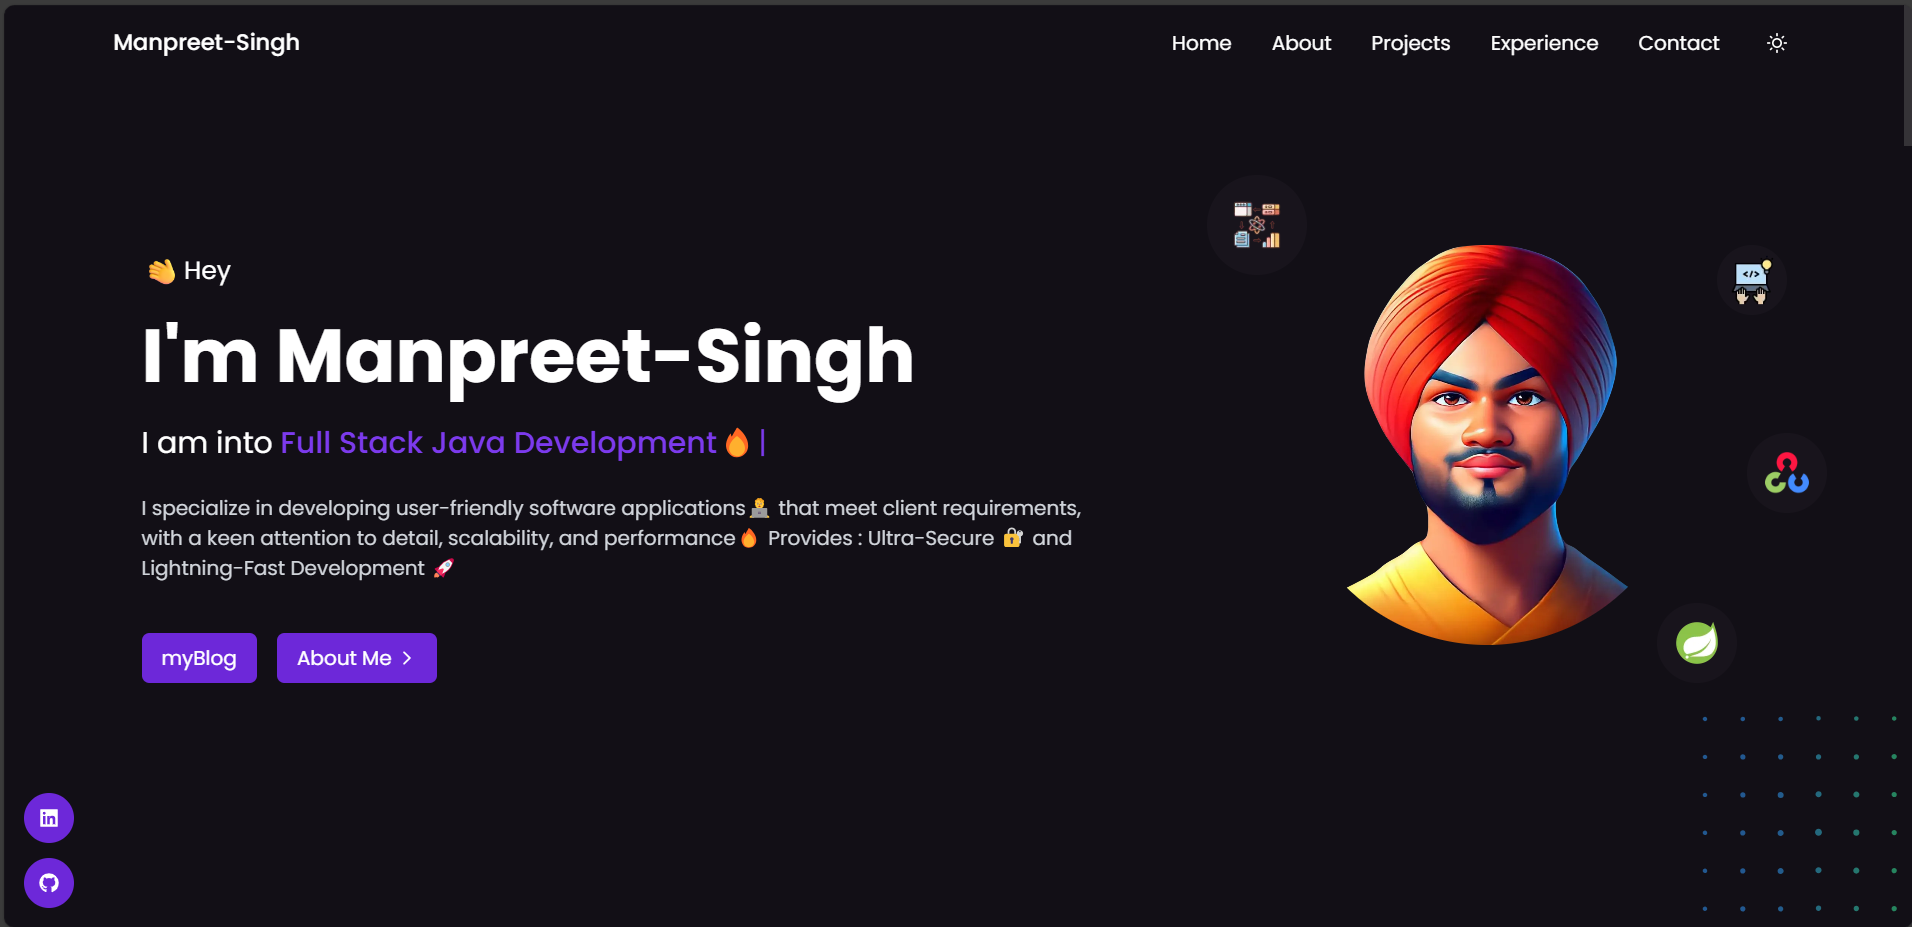 Manpreet-Singh
Home About Projects Experience Contact
👋 Hey
I'm Manpreet-Singh
I am into Full Stack Java Development🔥 |
I specialize in developing user-friendly software applications🧑‍💻 that meet client requirements,
with a keen attention to detail, scalability, and performance🔥 Provides : Ultra-Secure 🔐 and
Lightning-Fast Development 🚀
myBlog
About Me >